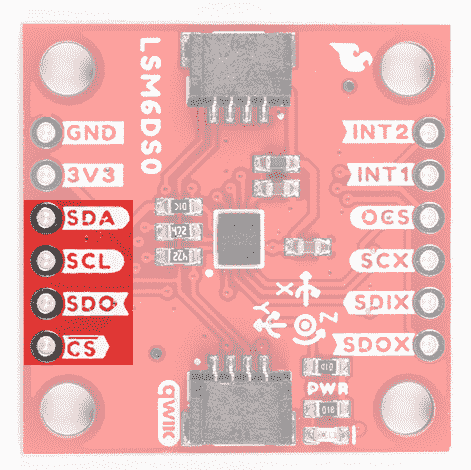 LSM6DSO
GND
3V3
SDA
SCL
SDO
CS
INT2
INT1
OCS
SCX
SDIX
SDOX
X
Y
Z
PWR
qwiic